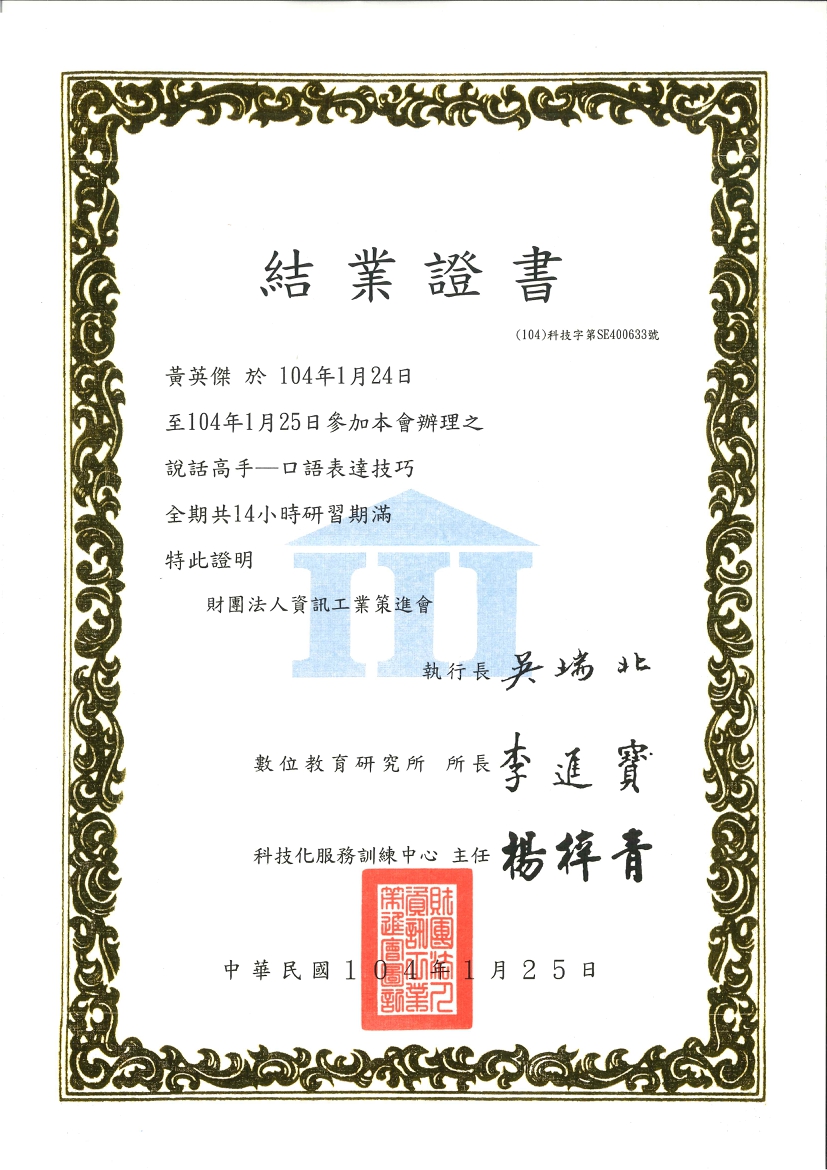 結業證書
(104)科技字第SE400633號
黃英傑 於 104年1月24日
至104年1月25日參加本會辦理之
說話高手—口語表達技巧
全期共14小時研習期滿
特此證明
財團法人資訊工業策進會
執行長 吳瑞北
數位教育研究所 所長 李進寶
科技化服務訓練中心 主任 楊梓青
財團法人資訊工業策進會圖記
中華民國104年1月25日